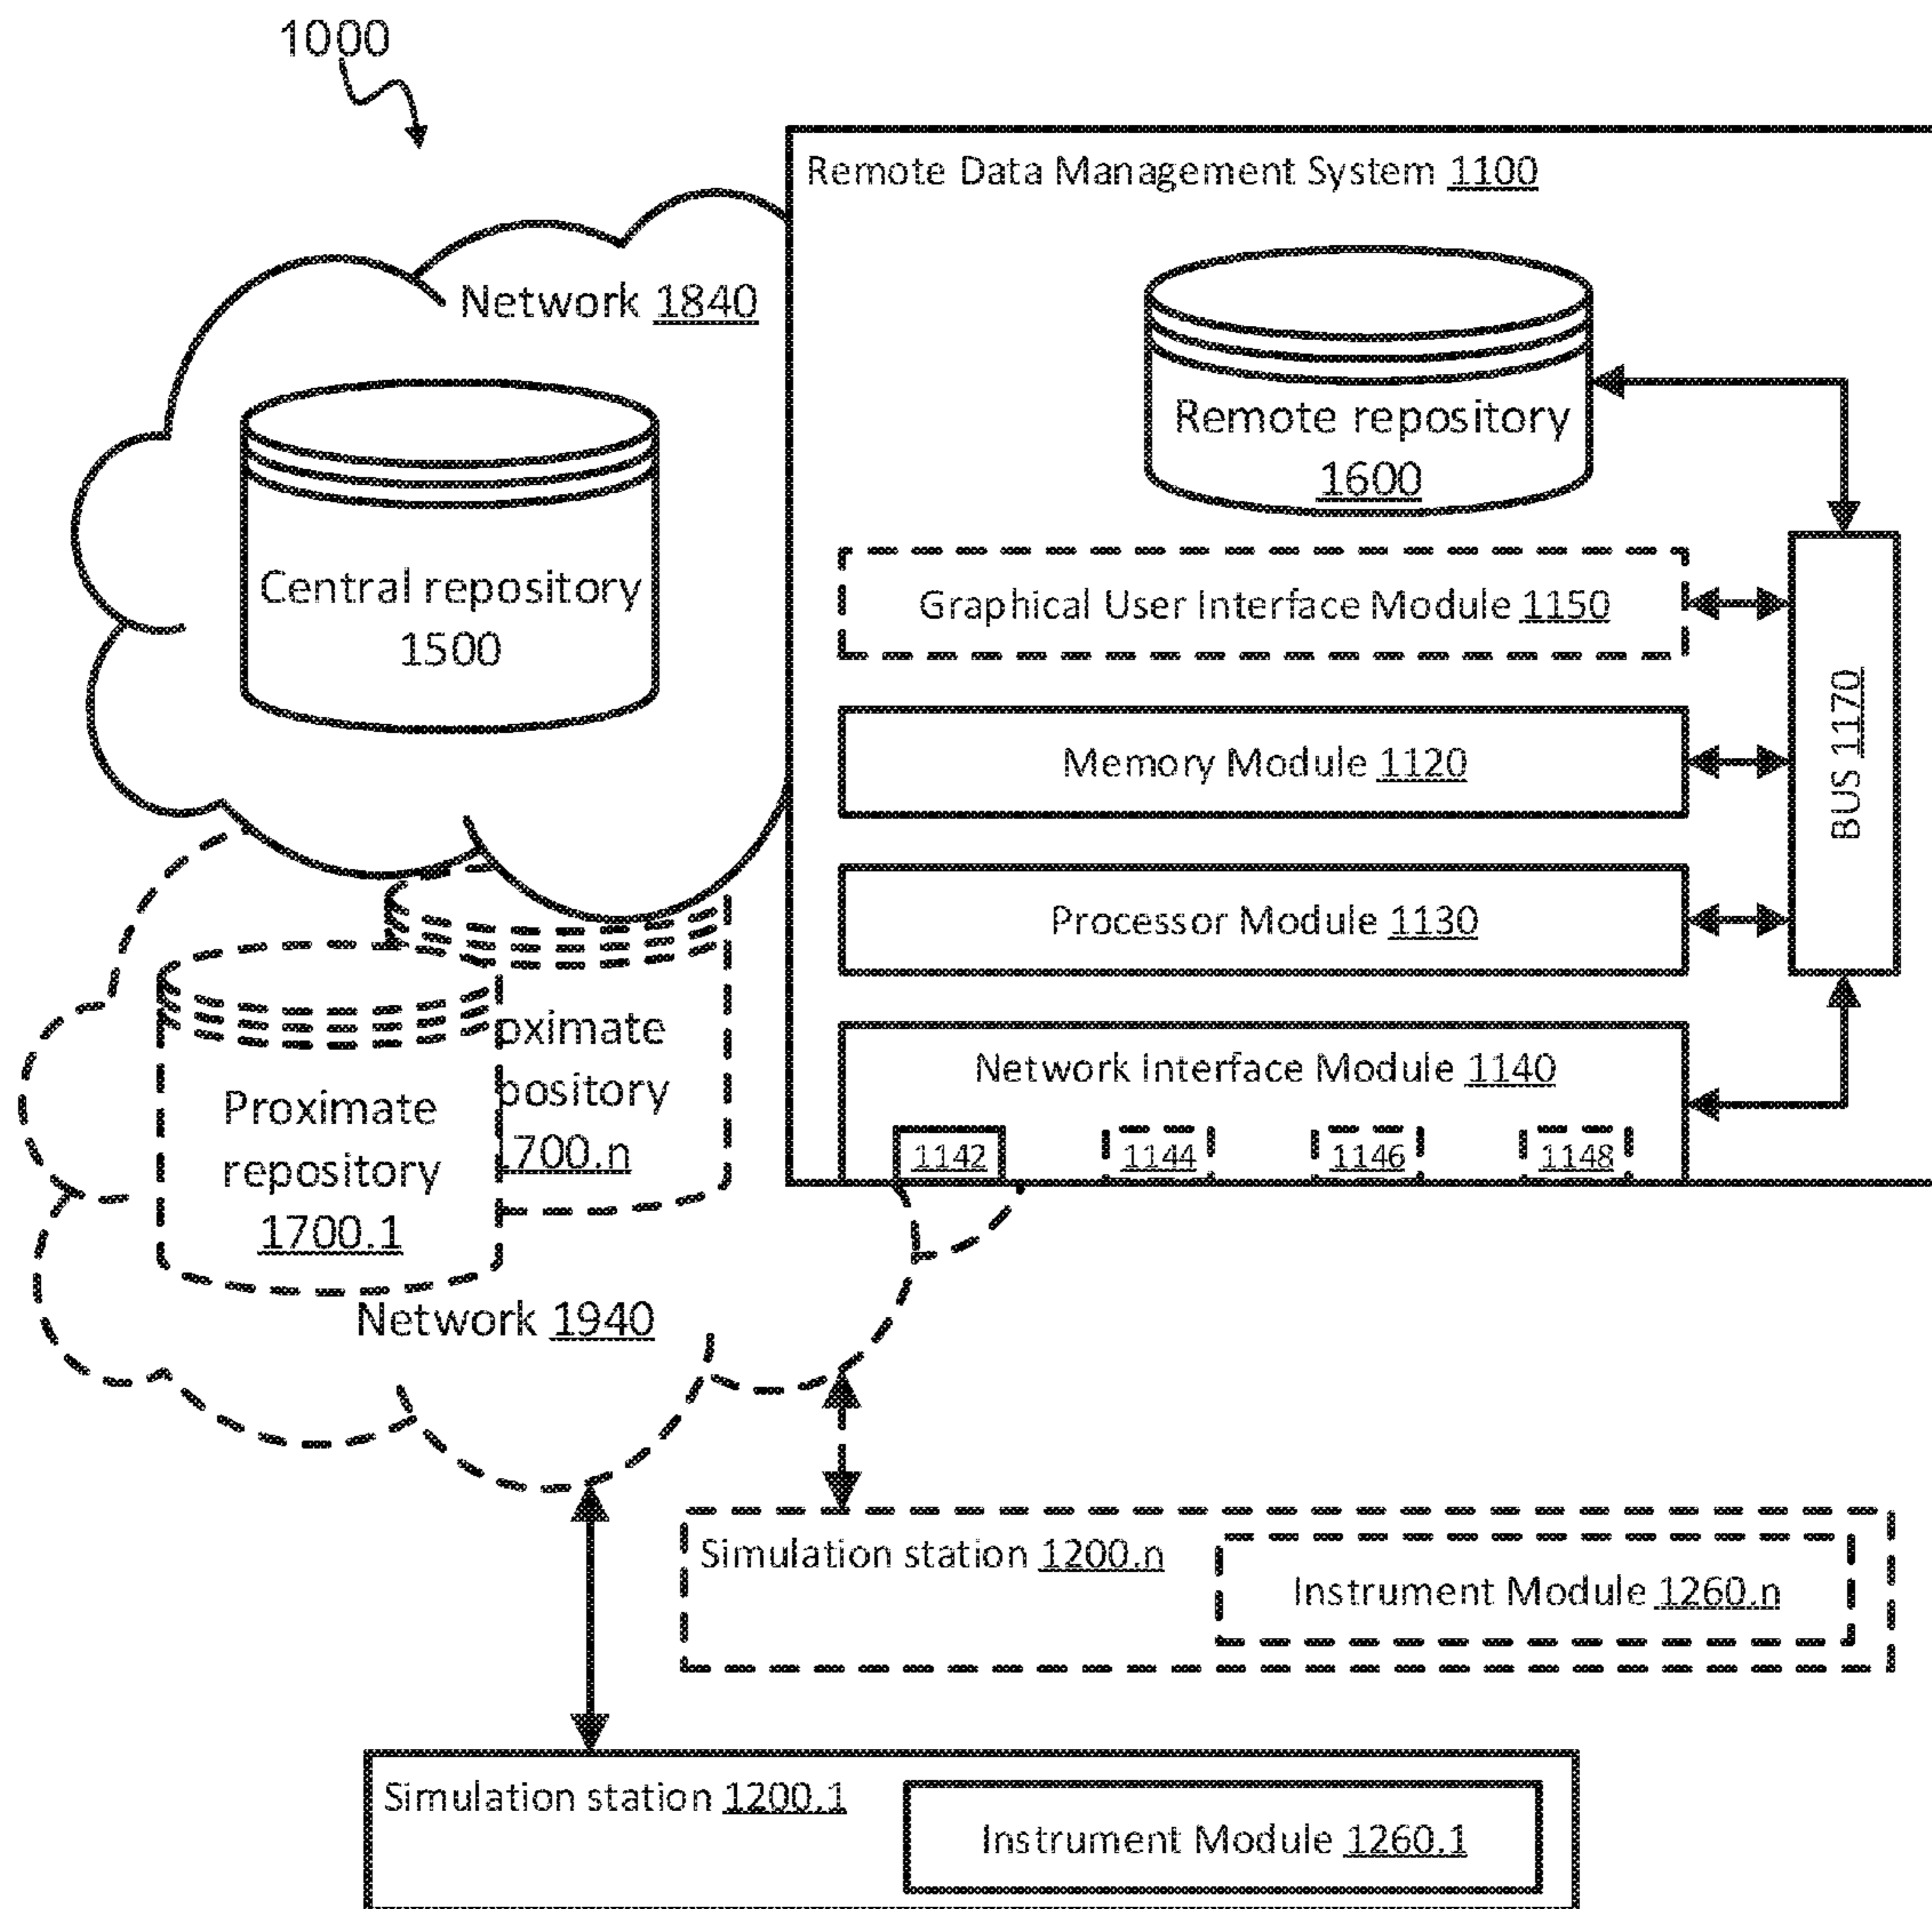 1000
Remote Data Management System 1100
Network 1840
Remote repository
1600
Central repository
1500
Graphical User Interface Module 1150
Memory Module 1120
BUS 1170
Processor Module 1130
Network Interface Module 1140
1142
1144
1146
1148
oximate
pository
.700.n
Proximate
repository
1700.1
Network 1940
Simulation station 1200.n
Instrument Module 1260.n
Simulation station 1200.1
Instrument Module 1260.1